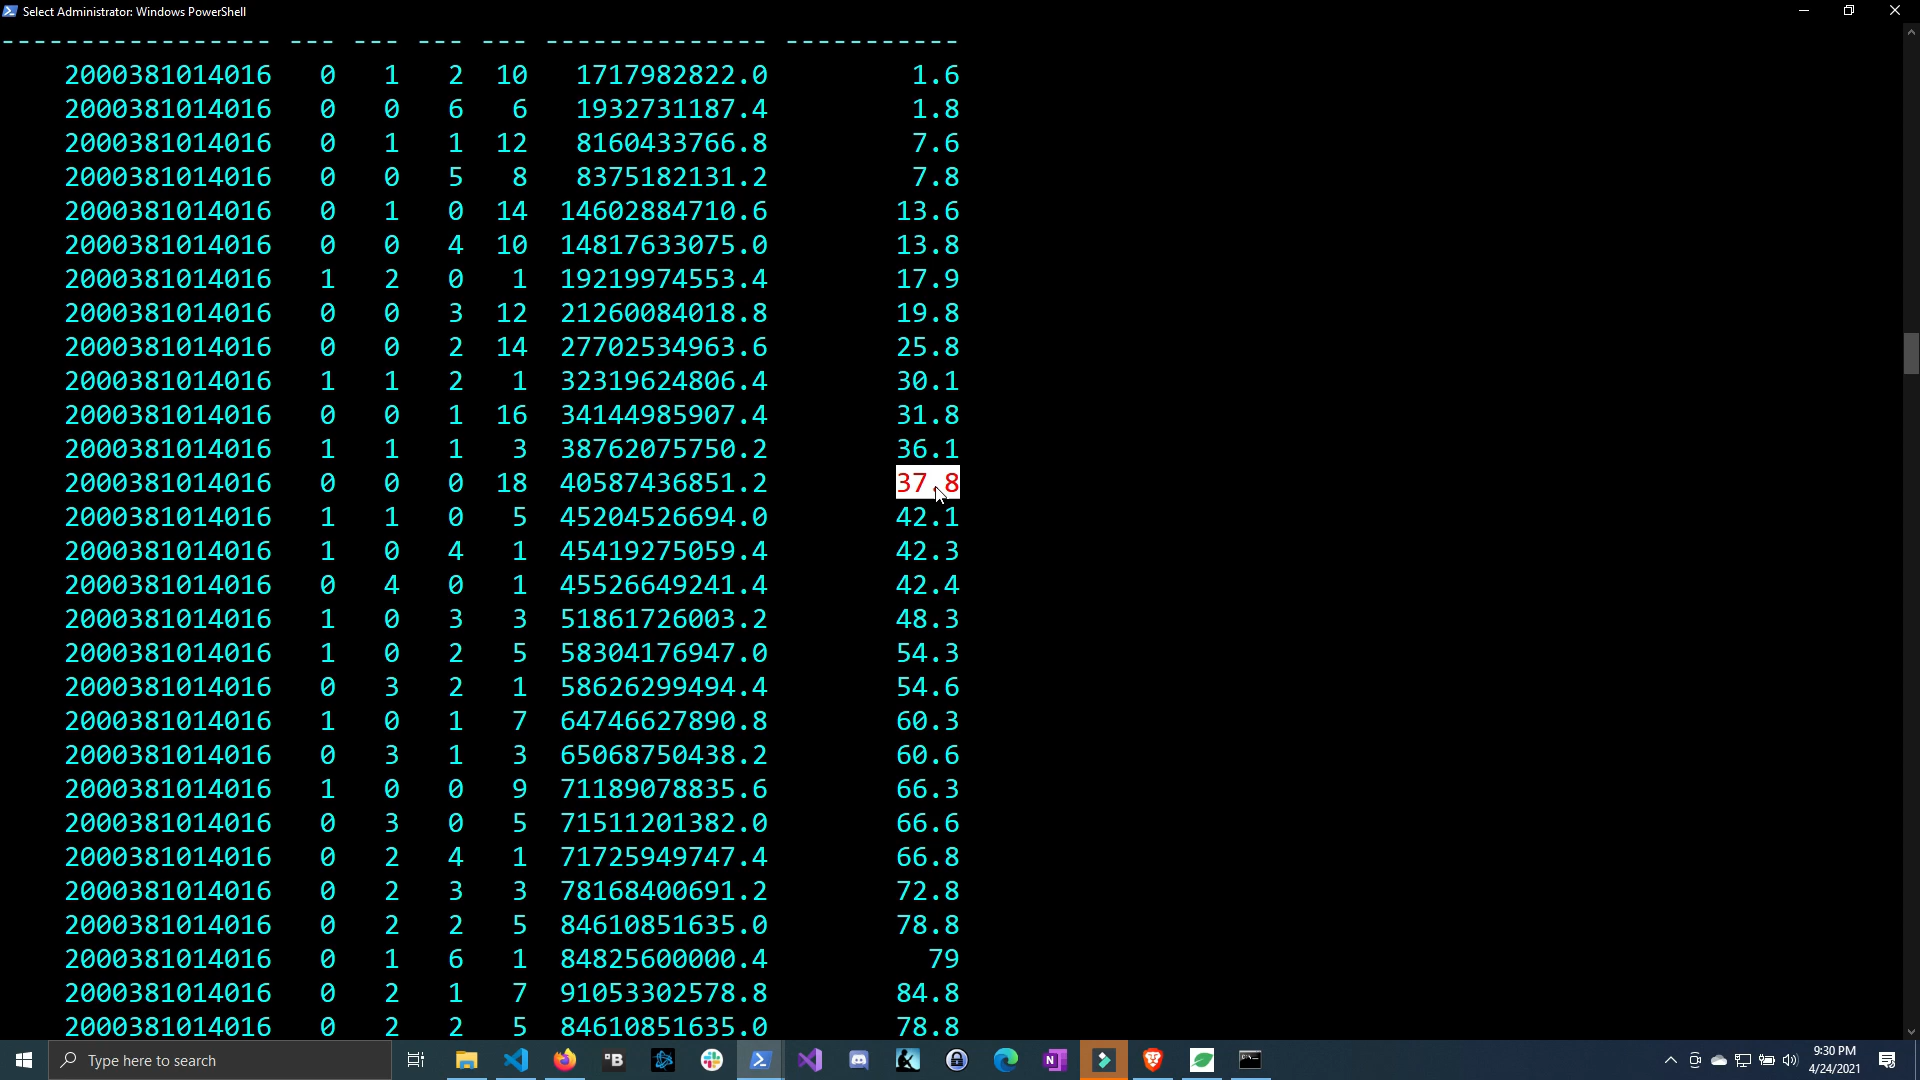 Select Administrator: Windows PowerShell
----------------- --- --- --- --- -------------- -----------
2000381014016 0 1 2 10 1717982822.0 1.6
2000381014016 0 0 6 6 1932731187.4 1.8
2000381014016 0 1 1 12 8160433766.8 7.6
2000381014016 0 0 5 8 8375182131.2 7.8
2000381014016 0 1 0 14 14602884710.6 13.6
2000381014016 0 0 4 10 14817633075.0 13.8
2000381014016 1 2 0 1 19219974553.4 17.9
2000381014016 0 0 3 12 21260084018.8 19.8
2000381014016 0 0 2 14 27702534963.6 25.8
2000381014016 1 1 2 1 32319624806.4 30.1
2000381014016 0 0 1 16 34144985907.4 31.8
2000381014016 1 1 1 3 38762075750.2 36.1
2000381014016 0 0 0 18 40587436851.2 37.8
2000381014016 1 1 0 5 45204526694.0 42.1
2000381014016 1 0 4 1 45419275059.4 42.3
2000381014016 0 4 0 1 45526649241.4 42.4
2000381014016 1 0 3 3 51861726003.2 48.3
2000381014016 1 0 2 5 58304176947.0 54.3
2000381014016 0 3 2 1 58626299494.4 54.6
2000381014016 1 0 1 7 64746627890.8 60.3
2000381014016 0 3 1 3 65068750438.2 60.6
2000381014016 1 0 0 9 71189078835.6 66.3
2000381014016 0 3 0 5 71511201382.0 66.6
2000381014016 0 2 4 1 71725949747.4 66.8
2000381014016 0 2 3 3 78168400691.2 72.8
2000381014016 0 2 2 5 84610851635.0 78.8
2000381014016 0 1 6 1 84825600000.4 79
2000381014016 0 2 1 7 91053302578.8 84.8
2000381014016 0 2 2 5 84610851635.0 78.8
Type here to search
9:30 PM
4/24/2021